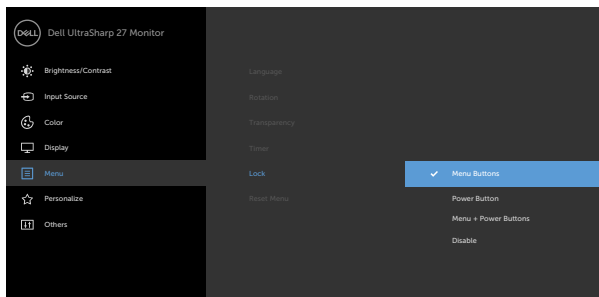 DELL
Dell UltraSharp 27 Monitor
Brightness/Contrast
Input Source
Color
Display
Menu
Personalize
Others
Language
Rotation
Transparency
Timer
Lock
Reset Menu
Menu Buttons
Power Button
Menu + Power Buttons
Disable